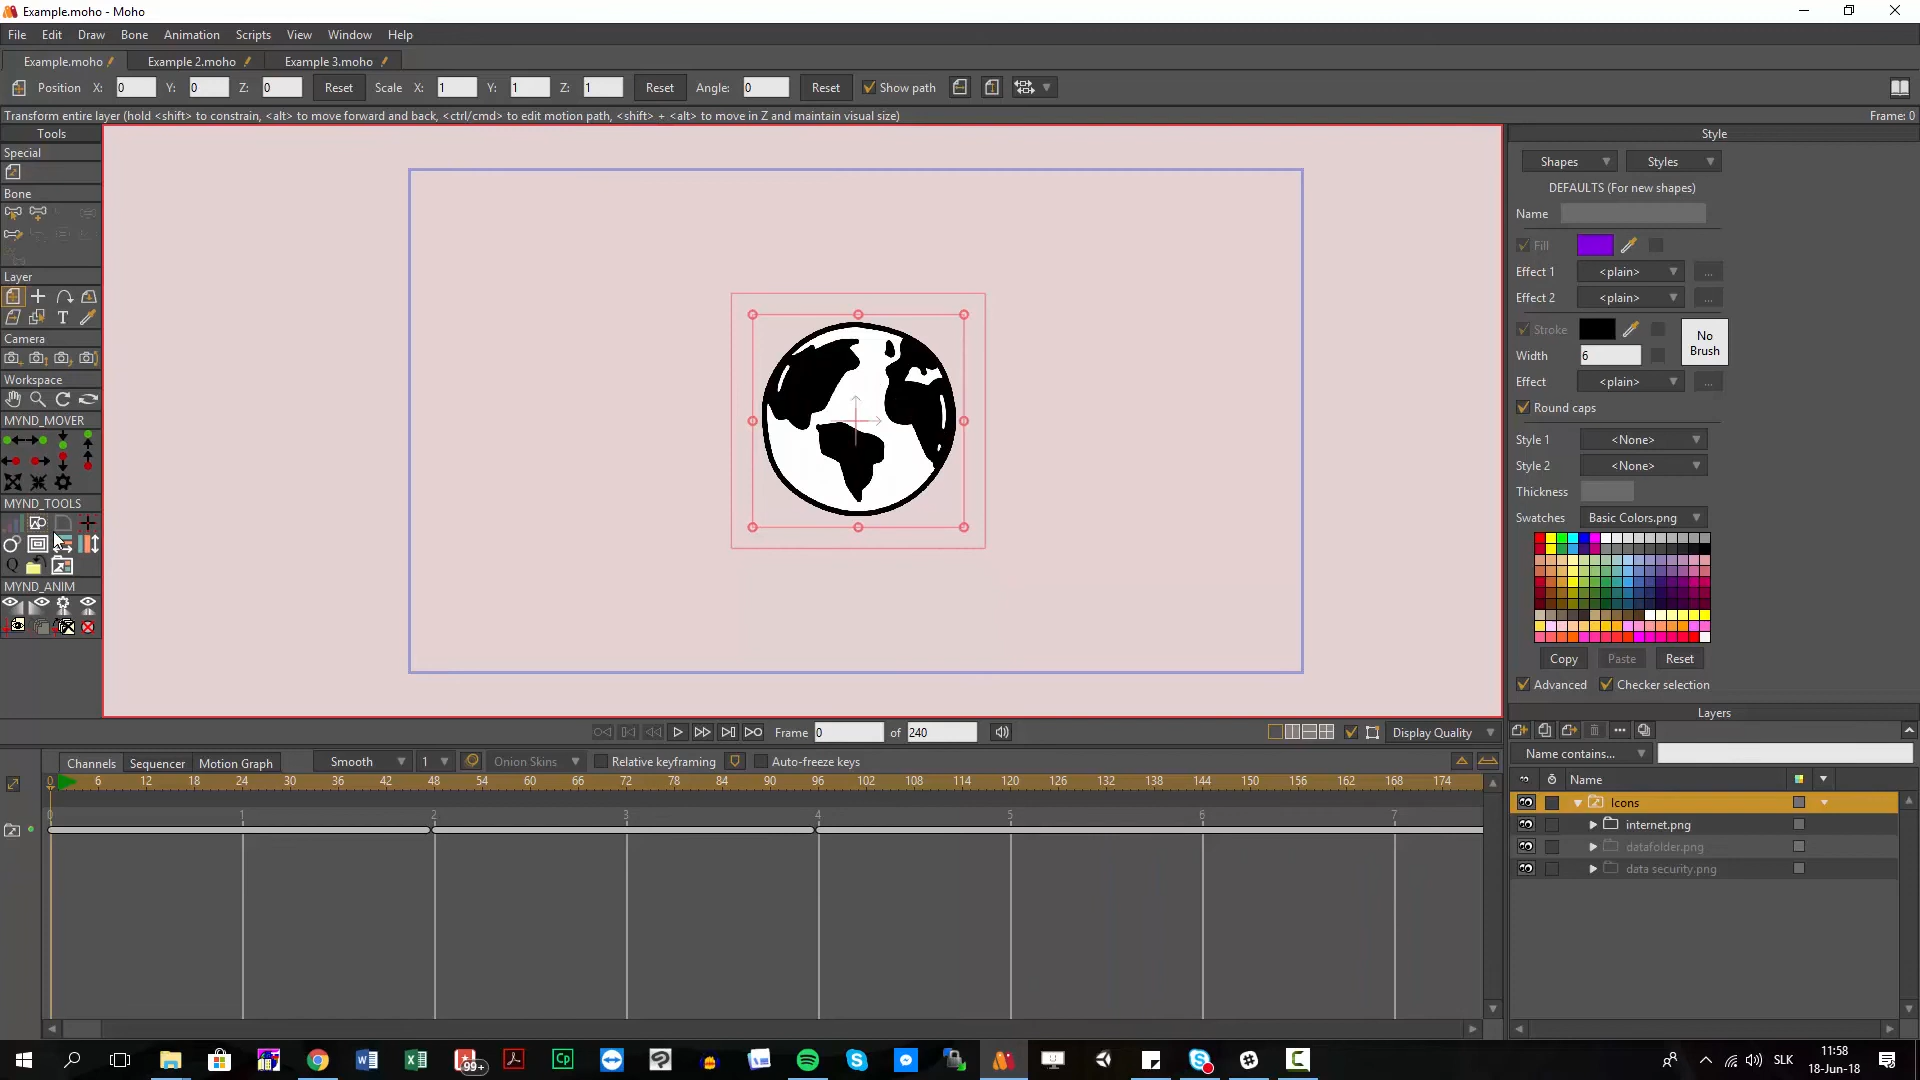 Example.moho - Moho
File Edit Draw Bone Animation Scripts View Window Help
Example.moho Example 2.moho Example 3.moho
Position X: 0 Y: 0 Z: 0 Reset Scale X: 1 Y: 1 Z: 1 Reset Angle: 0 Reset Show path
Transform entire layer (hold <shift> to constrain, <alt> to move forward and back, <ctrl/cmd> to edit motion path, <shift> + <alt> to move in Z and maintain visual size) Frame: 0
Tools
Special
Bone
Layer
T
Camera
Workspace
MYND_MOVER
MYND_TOOLS
Q
MYND_ANIM
Style
Shapes Styles
DEFAULTS (For new shapes)
Name
Fill
Effect 1 <plain> ...
Effect 2 <plain> ...
Stroke
No Brush
Width 6
Effect <plain> ...
Round caps
Style 1 <None>
Style 2 <None>
Thickness
Swatches Basic Colors.png
Copy Paste Reset
Advanced Checker selection
Frame 0 of 240 Display Quality
Channels Sequencer Motion Graph Smooth 1 Onion Skins Relative keyframing Auto-freeze keys
0 6 12 18 24 30 36 42 48 54 60 66 72 78 84 90 96 102 108 114 120 126 132 138 144 150 156 162 168 174
0 1 2 3 4 5 6 7
Layers
Name contains...
Name
Icons
internet.png
datafolder.png
data security.png
99+
Cp
SLK
11:58
18-Jun-18